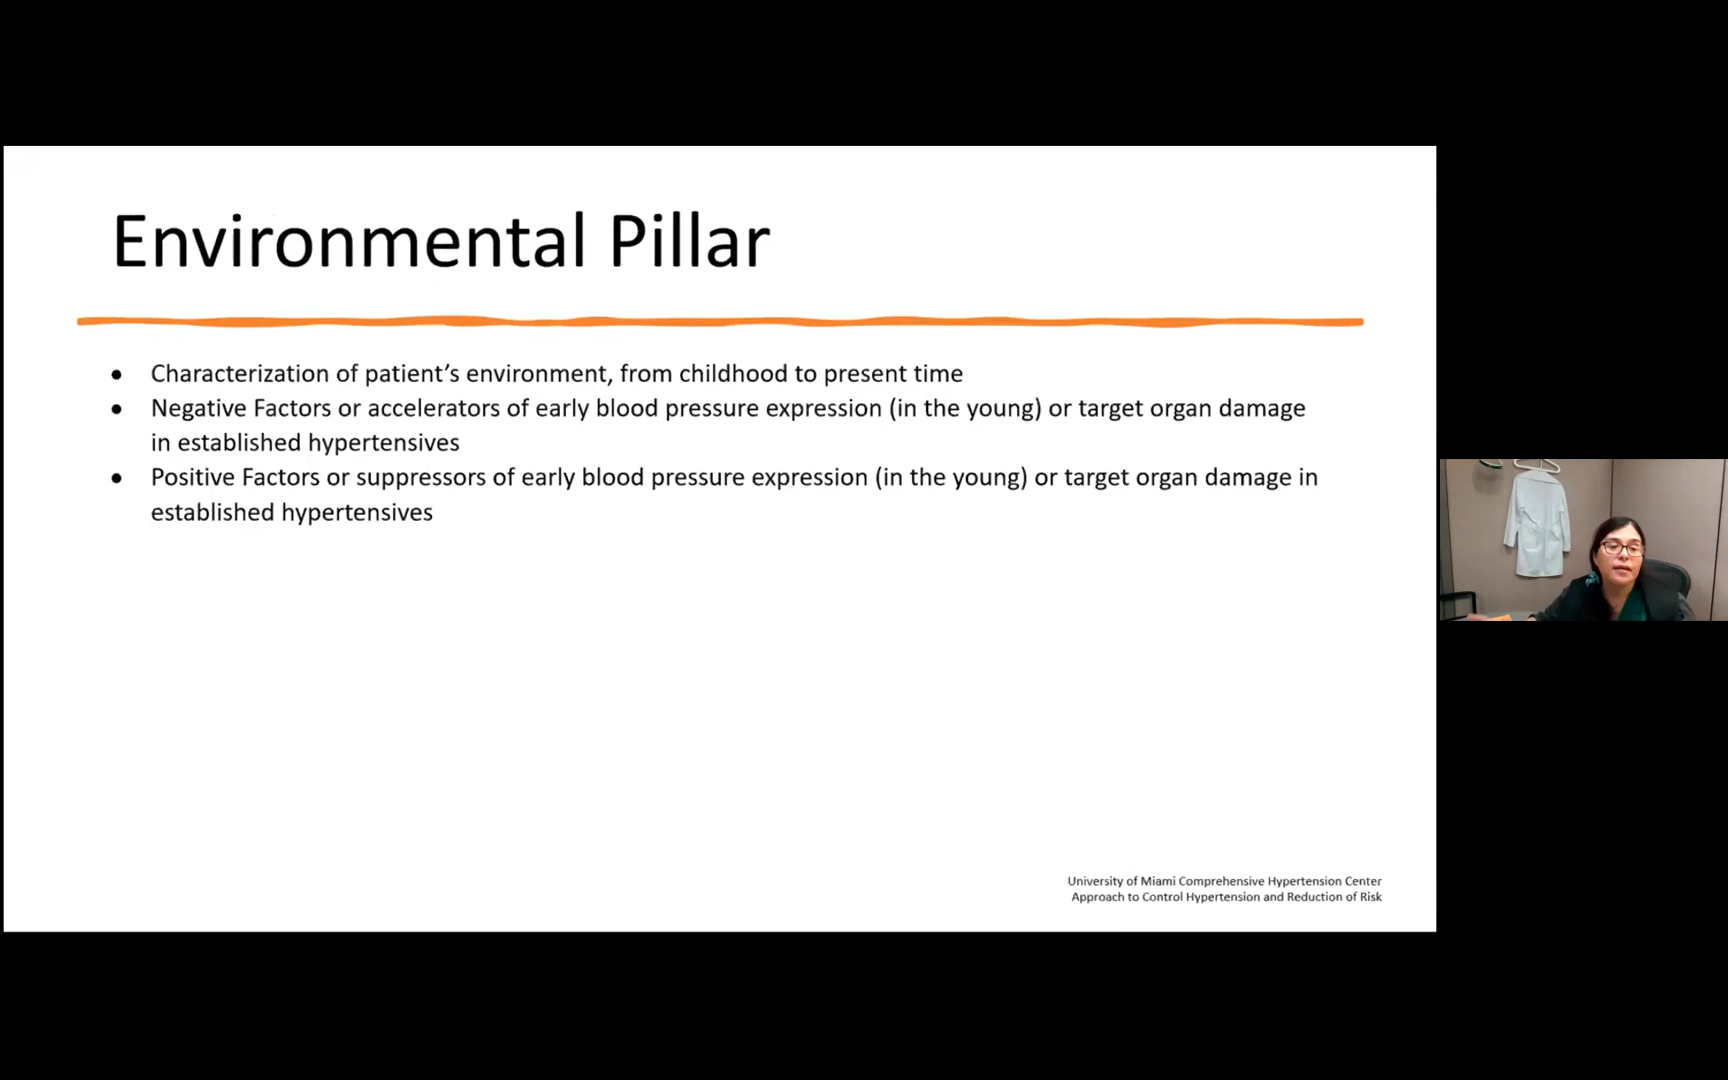 Environmental Pillar
• Characterization of patient’s environment, from childhood to present time
• Negative Factors or accelerators of early blood pressure expression (in the young) or target organ damage
in established hypertensives
• Positive Factors or suppressors of early blood pressure expression (in the young) or target organ damage in
established hypertensives
University of Miami Comprehensive Hypertension Center
Approach to Control Hypertension and Reduction of Risk